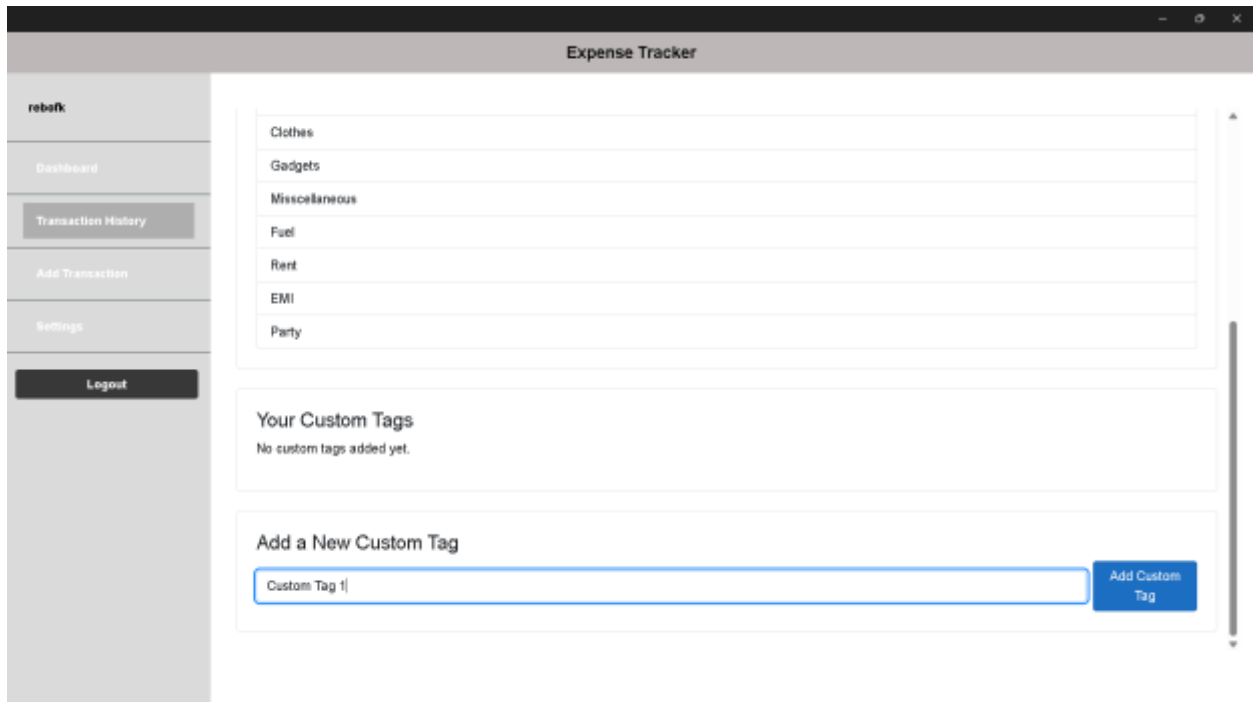 Expense Tracker
rebofk
Dashboard
Transaction History
Add Transaction
Settings
Logout
Clothes
Gadgets
Misscellaneous
Fuel
Rent
EMI
Party
Your Custom Tags
No custom tags added yet.
Add a New Custom Tag
Custom Tag 1
Add Custom
Tag